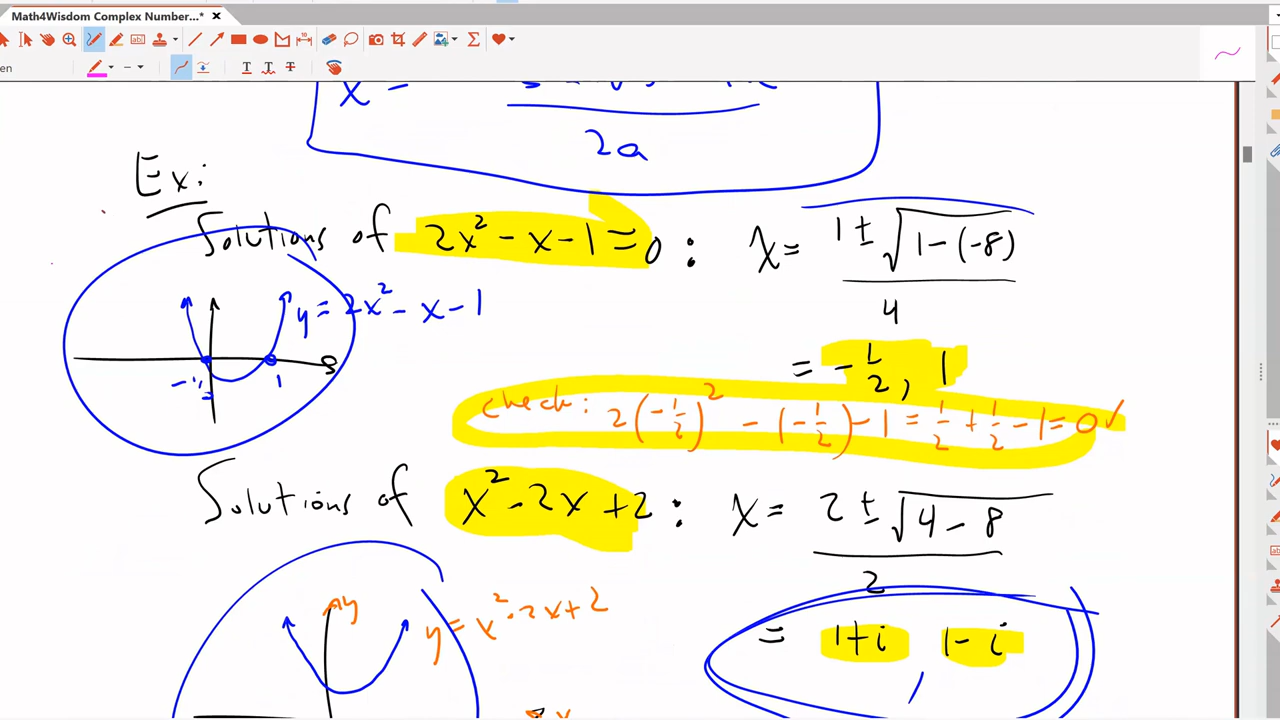 Math4Wisdom Complex Number...*
en
x =
2a
Ex:
Solutions of 2x² - x - 1 = 0 : x = 1 ± √1 - (-8)
4
y = 2x² - x - 1
-1/2 1
= -1/2, 1
check: 2(-1/2)² - (-1/2) - 1 = 1/2 + 1/2 - 1 = 0 ✓
Solutions of x² - 2x + 2 : x = 2 ± √4 - 8
2
y
y = x² - 2x + 2
= 1+i, 1-i
x